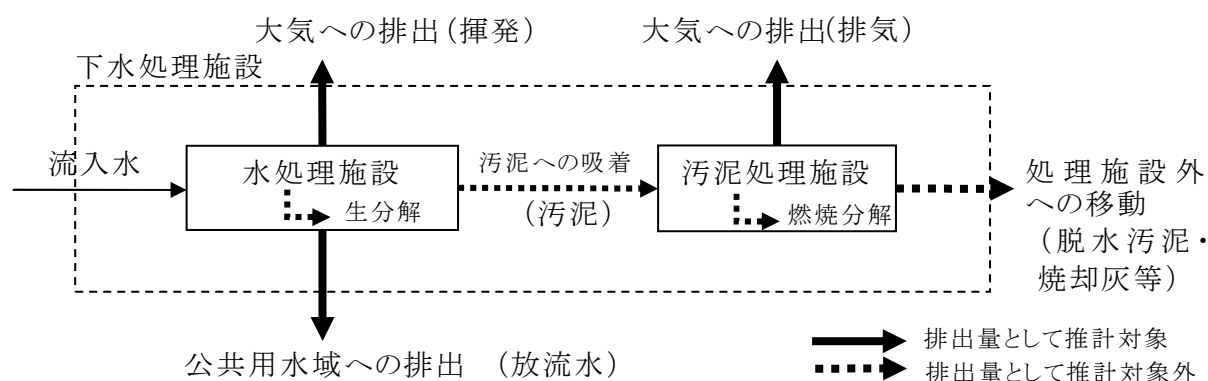 大気への排出(揮発)
大気への排出(排気)
下水処理施設
流入水
水処理施設
生分解
汚泥への吸着
(汚泥)
汚泥処理施設
燃焼分解
処理施設外
への移動
(脱水汚泥・
焼却灰等)
公共用水域への排出 (放流水)
排出量として推計対象
排出量として推計対象外